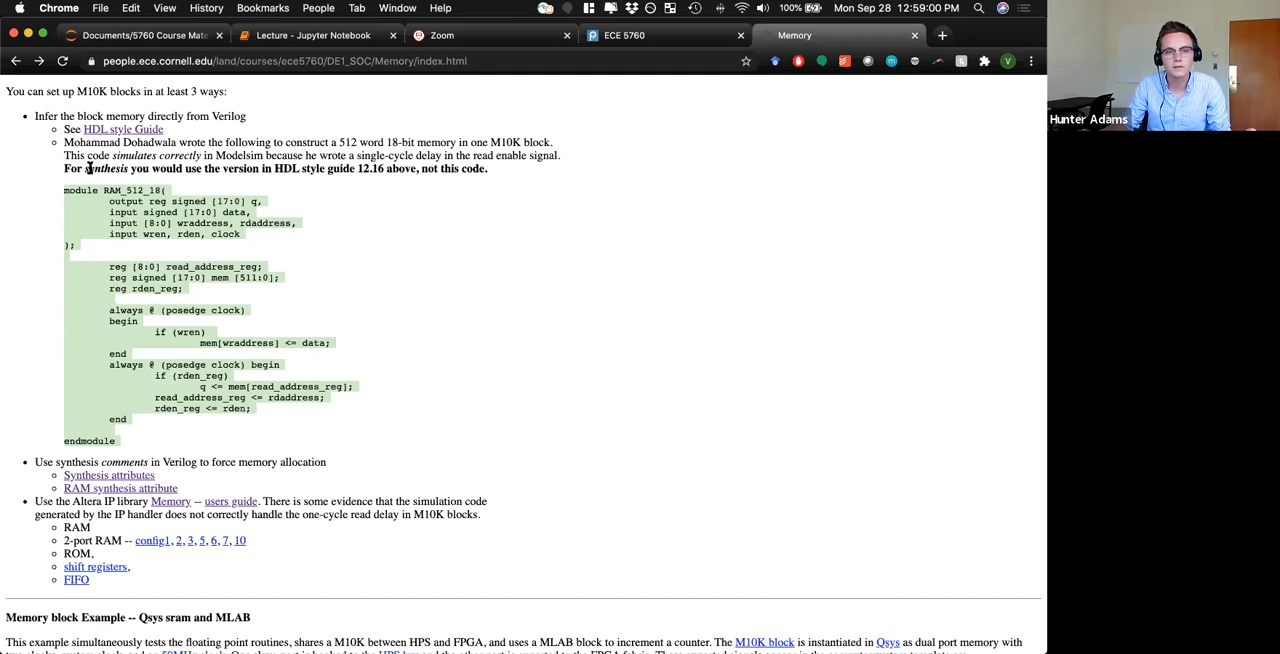 Chrome File Edit View History Bookmarks People Tab Window Help 100% Mon Sep 28 12:59:00 PM
Documents/5760 Course Mat Lecture - Jupyter Notebook Zoom ECE 5760 Memory
people.ece.cornell.edu/land/courses/ece5760/DE1_SOC/Memory/index.html
Hunter Adams
You can set up M10K blocks in at least 3 ways:
Infer the block memory directly from Verilog
See HDL style Guide
Mohammad Dohadwala wrote the following to construct a 512 word 18-bit memory in one M10K block.
This code simulates correctly in Modelsim because he wrote a single-cycle delay in the read enable signal.
For synthesis you would use the version in HDL style guide 12.16 above, not this code.
module RAM_512_18(
output reg signed [17:0] q,
input signed [17:0] data,
input [8:0] wraddress, rdaddress,
input wren, rden, clock
);
reg [8:0] read_address_reg;
reg signed [17:0] mem [511:0];
reg rden_reg;
always @ (posedge clock)
begin
if (wren)
mem[wraddress] <= data;
end
always @ (posedge clock) begin
if (rden_reg)
q <= mem[read_address_reg];
read_address_reg <= rdaddress;
rden_reg <= rden;
end
endmodule
Use synthesis comments in Verilog to force memory allocation
Synthesis attributes
RAM synthesis attribute
Use the Altera IP library Memory -- users guide. There is some evidence that the simulation code
generated by the IP handler does not correctly handle the one-cycle read delay in M10K blocks.
RAM
2-port RAM -- config1, 2, 3, 5, 6, 7, 10
ROM,
shift registers,
FIFO
Memory block Example -- Qsys sram and MLAB
This example simultaneously tests the floating point routines, shares a M10K between HPS and FPGA, and uses a MLAB block to increment a counter. The M10K block is instantiated in Qsys as dual port memory with